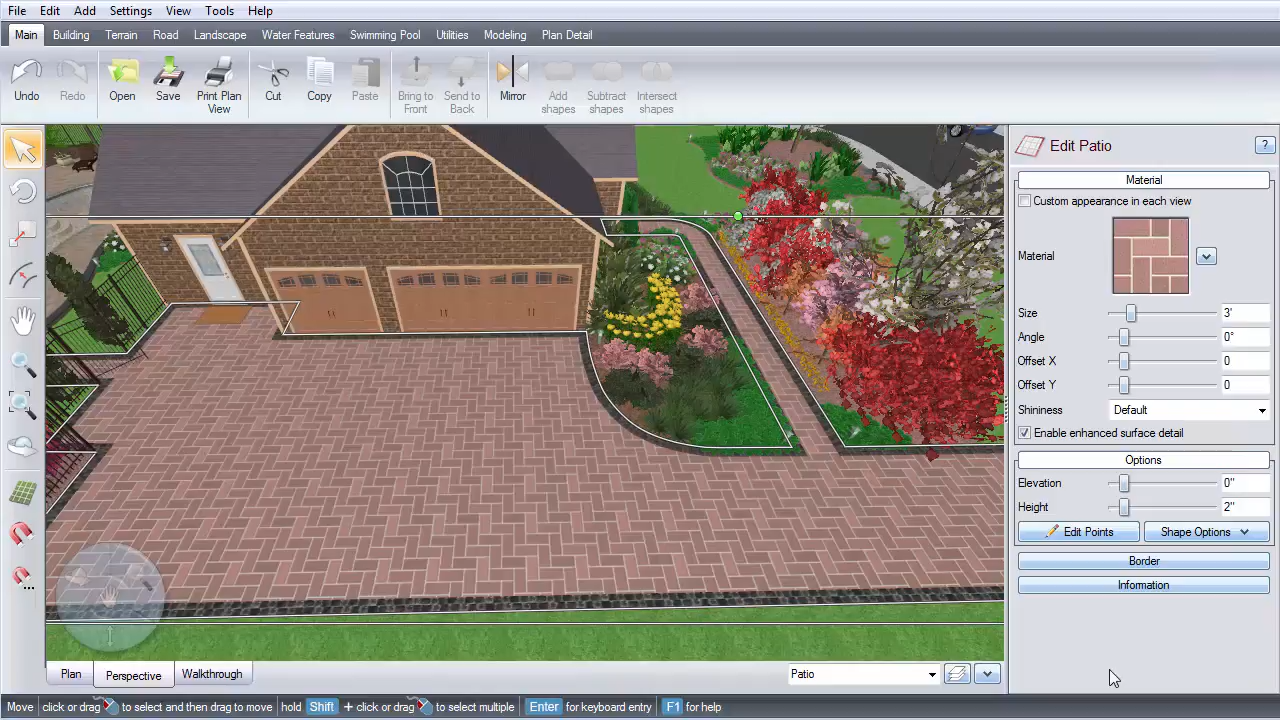 File Edit Add Settings View Tools Help
Main Building Terrain Road Landscape Water Features Swimming Pool Utilities Modeling Plan Detail
Undo Redo Open Save Print Plan View Cut Copy Paste Bring to Front Send to Back Mirror Add shapes Subtract shapes Intersect shapes
Edit Patio ?
Material
Custom appearance in each view
Material
Size 3'
Angle 0°
Offset X 0
Offset Y 0
Shininess Default
Enable enhanced surface detail
Options
Elevation 0"
Height 2"
Edit Points Shape Options
Border
Information
Plan Perspective Walkthrough Patio
Move click or drag to select and then drag to move hold Shift + click or drag to select multiple Enter for keyboard entry F1 for help